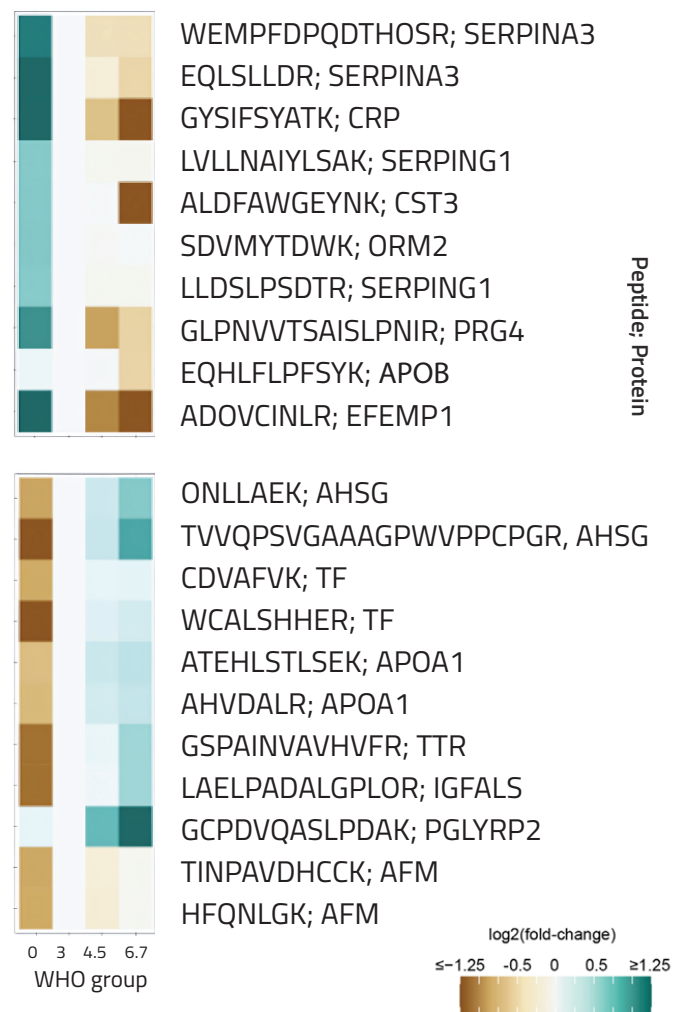 WEMPFDPQDTHOSR; SERPINA3
EQLSLLDR; SERPINA3
GYSIFSYATK; CRP
LVLLNAIYLSAK; SERPING1
ALDFAWGEYNK; CST3
SDVMYTDWK; ORM2
LLDSLPSDTR; SERPING1
GLPNVVTSAISLPNIR; PRG4
EQHLFLPFSYK; APOB
ADOVCINLR; EFEMP1
Peptide; Protein
ONLLAEK; AHSG
TVVQPSVGAAAGPWVPPCPGR, AHSG
CDVAFVK; TF
WCALSHHER; TF
ATEHLSTLSEK; APOA1
AHVDALR; APOA1
GSPAINVAVHVFR; TTR
LAELPADALGPLOR; IGFALS
GCPDVQASLPDAK; PGLYRP2
TINPAVDHCCK; AFM
HFQNLGK; AFM
0 3 4.5 6.7
WHO group
log2(fold-change)
≤−1.25 -0.5 0 0.5 ≥1.25